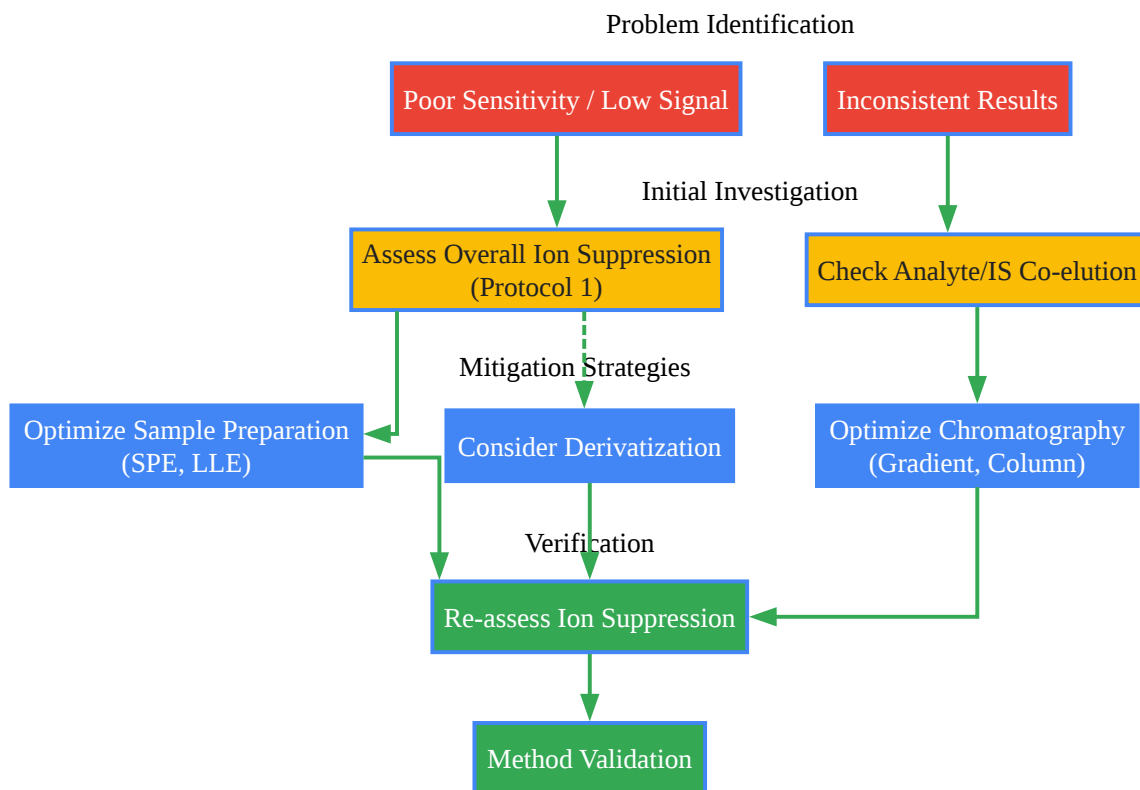 Problem Identification
Poor Sensitivity / Low Signal
Inconsistent Results
Initial Investigation
Assess Overall Ion Suppression
(Protocol 1)
Check Analyte/IS Co-elution
Mitigation Strategies
Optimize Sample Preparation
(SPE, LLE)
Consider Derivatization
Optimize Chromatography
(Gradient, Column)
Verification
Re-assess Ion Suppression
Method Validation